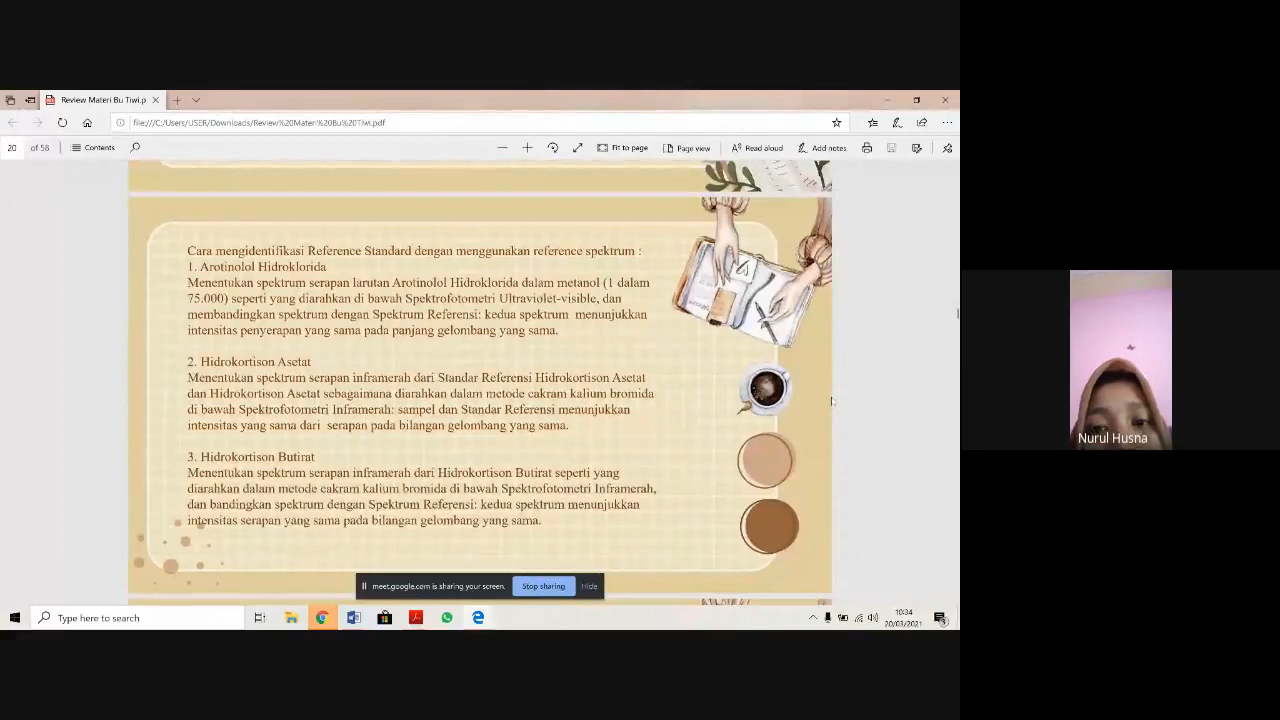 Review Materi Bu Tiwi.p
file:///C:/Users/USER/Downloads/Review%20Materi%20Bu%20Tiwi.pdf
20 of 58
Contents
Fit to page
Page view
Read aloud
Add notes
Cara mengidentifikasi Reference Standard dengan menggunakan reference spektrum :
1. Arotinolol Hidroklorida
Menentukan spektrum serapan larutan Arotinolol Hidroklorida dalam metanol (1 dalam
75.000) seperti yang diarahkan di bawah Spektrofotometri Ultraviolet-visible, dan
membandingkan spektrum dengan Spektrum Referensi: kedua spektrum menunjukkan
intensitas penyerapan yang sama pada panjang gelombang yang sama.
2. Hidrokortison Asetat
Menentukan spektrum serapan inframerah dari Standar Referensi Hidrokortison Asetat
dan Hidrokortison Asetat sebagaimana diarahkan dalam metode cakram kalium bromida
di bawah Spektrofotometri Inframerah: sampel dan Standar Referensi menunjukkan
intensitas yang sama dari serapan pada bilangan gelombang yang sama.
3. Hidrokortison Butirat
Menentukan spektrum serapan inframerah dari Hidrokortison Butirat seperti yang
diarahkan dalam metode cakram kalium bromida di bawah Spektrofotometri Inframerah,
dan bandingkan spektrum dengan Spektrum Referensi: kedua spektrum menunjukkan
intensitas serapan yang sama pada bilangan gelombang yang sama.
meet.google.com is sharing your screen.
Stop sharing
Hide
Type here to search
10:34
20/03/2021
Nurul Husna